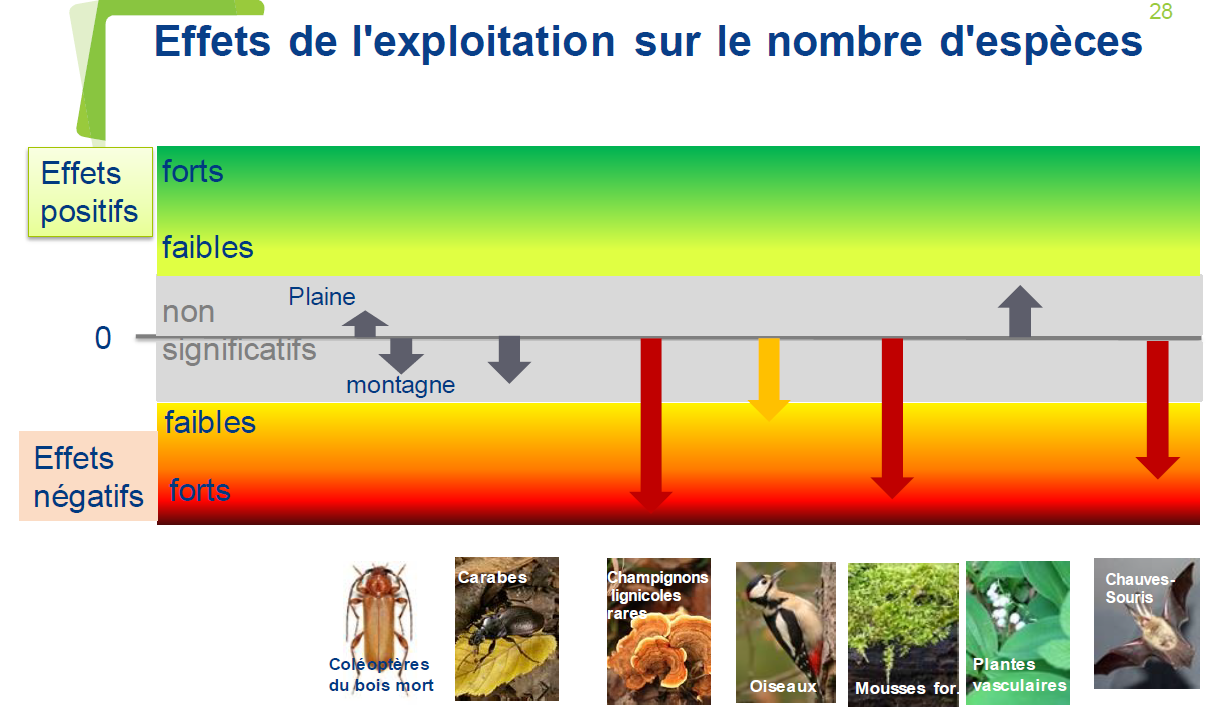 28
Effets de l'exploitation sur le nombre d'espèces
Effets
positifs
forts
faibles
Plaine
non
0
significatifs
montagne
faibles
Effets
négatifs
forts
Coléoptères
du bois mort
Carabes
Champignons
lignicoles
rares
Oiseaux
Mousses for.
Plantes
vasculaires
Chauves-
Souris